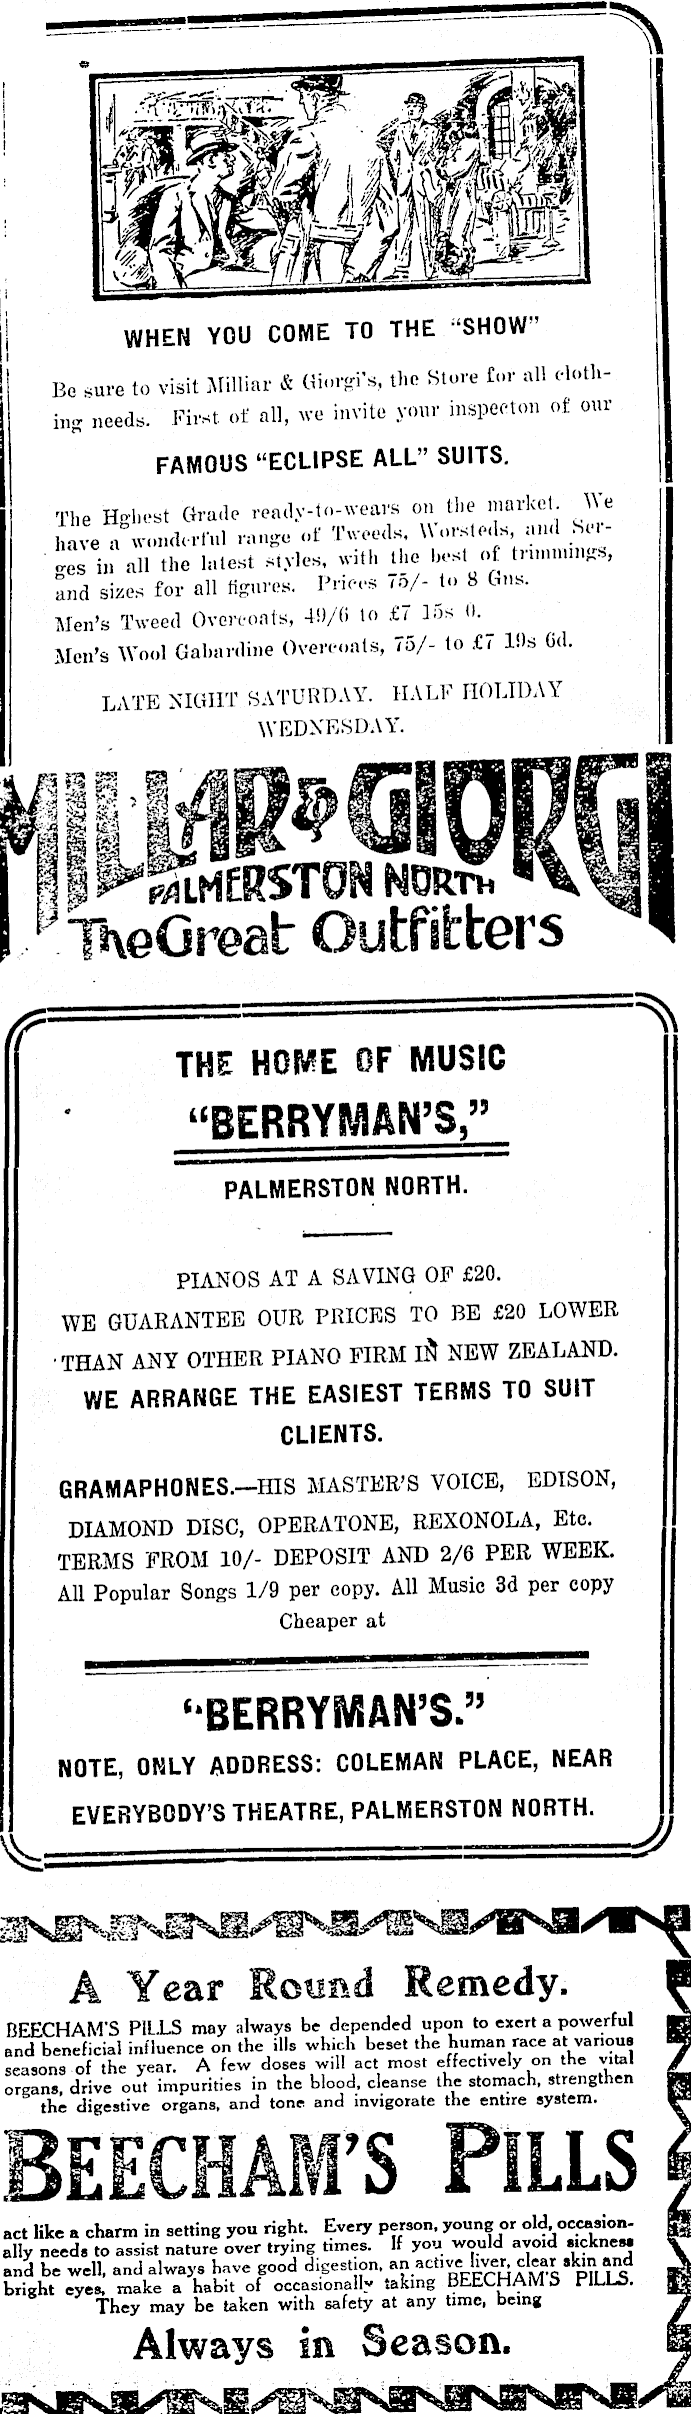 WHEN YOU COME TO THE "SHOW"
Be sure to visit Milliar & Giorgi's, the Store for all cloth-
ing needs. First of all, we invite your inspecton of our
FAMOUS "ECLIPSE ALL" SUITS.
The Hghest Grade ready-to-wears on the market. We
have a wonderful range of Tweeds, Worsteds, and Ser-
ges in all the latest styles, with the best of trimmings,
and sizes for all figures. Prices 75/- to 8 Gns.
Men's Tweed Overcoats, 49/6 to £7 15s 0.
Men's Wool Gabardine Overcoats, 75/- to £7 19s 6d.
LATE NIGHT SATURDAY. HALF HOLIDAY
WEDNESDAY.
MILLAR & GIORGI
PALMERSTON NORTH
The Great Outfitters
THE HOME OF MUSIC
"BERRYMAN'S,"
PALMERSTON NORTH.
PIANOS AT A SAVING OF £20.
WE GUARANTEE OUR PRICES TO BE £20 LOWER
THAN ANY OTHER PIANO FIRM IN NEW ZEALAND.
WE ARRANGE THE EASIEST TERMS TO SUIT
CLIENTS.
GRAMAPHONES.—HIS MASTER'S VOICE, EDISON,
DIAMOND DISC, OPERATONE, REXONOLA, Etc.
TERMS FROM 10/- DEPOSIT AND 2/6 PER WEEK.
All Popular Songs 1/9 per copy. All Music 3d per copy
Cheaper at
"BERRYMAN'S."
NOTE, ONLY ADDRESS: COLEMAN PLACE, NEAR
EVERYBODY'S THEATRE, PALMERSTON NORTH.
A Year Round Remedy.
BEECHAM'S PILLS may always be depended upon to exert a powerful
and beneficial influence on the ills which beset the human race at various
seasons of the year. A few doses will act most effectively on the vital
organs, drive out impurities in the blood, cleanse the stomach, strengthen
the digestive organs, and tone and invigorate the entire system.
BEECHAM'S PILLS
act like a charm in setting you right. Every person, young or old, occasion-
ally needs to assist nature over trying times. If you would avoid sickness
and be well, and always have good digestion, an active liver, clear skin and
bright eyes, make a habit of occasionally taking BEECHAM'S PILLS.
They may be taken with safety at any time, being
Always in Season.